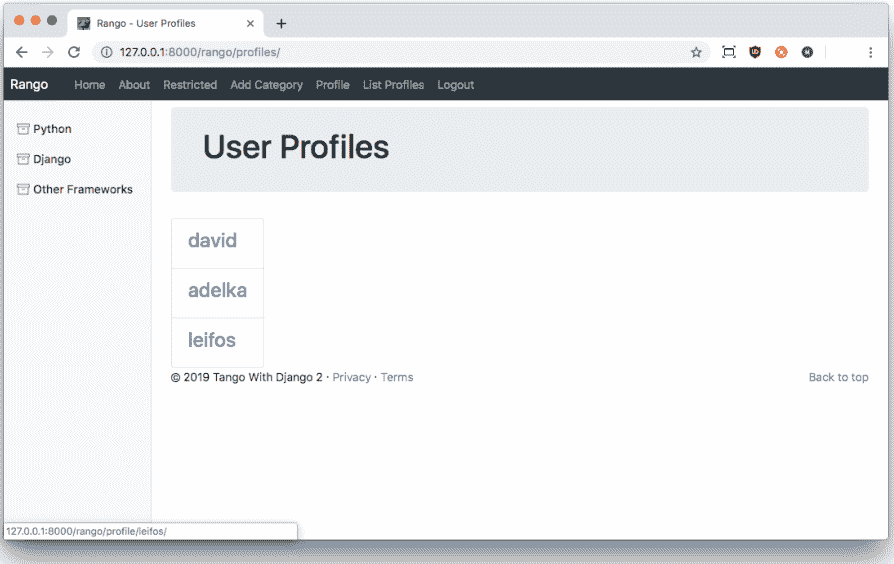 Rango - User Profiles
127.0.0.1:8000/rango/profiles/
Rango Home About Restricted Add Category Profile List Profiles Logout
Python
Django
Other Frameworks
User Profiles
david
adelka
leifos
© 2019 Tango With Django 2 · Privacy · Terms Back to top
127.0.0.1:8000/rango/profile/leifos/